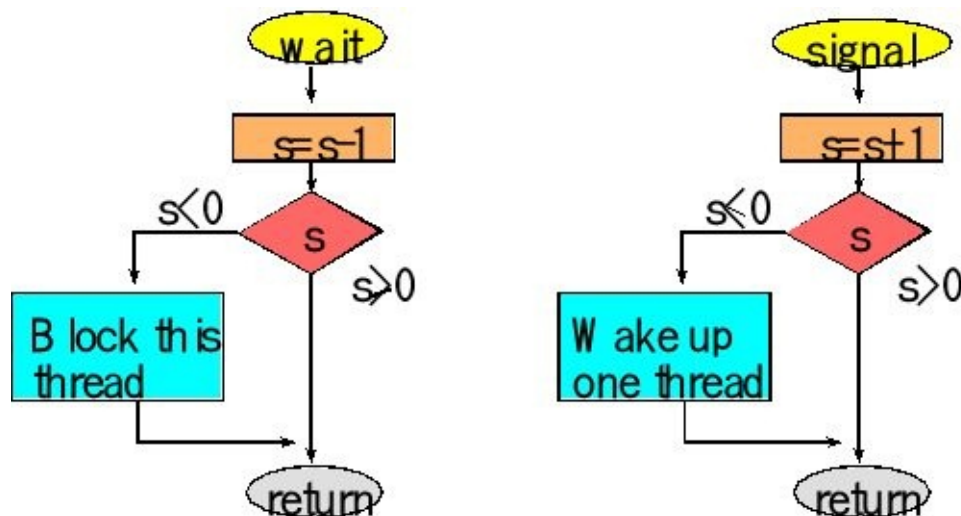 wait
s=s-1
s<0
s
s≥0
Block this
thread
return
signal
s=s+1
s≤0
s
s>0
Wake up
one thread
return